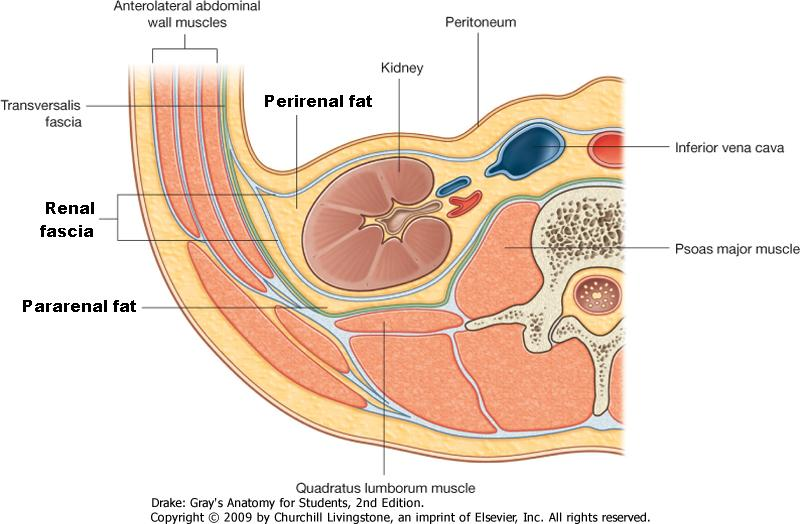 Anterolateral abdominal
wall muscles
Peritoneum
Kidney
Perirenal fat
Transversalis
fascia
Inferior vena cava
Renal
fascia
Psoas major muscle
Pararenal fat
Quadratus lumborum muscle
Drake: Gray's Anatomy for Students, 2nd Edition.
Copyright © 2009 by Churchill Livingstone, an imprint of Elsevier, Inc. All rights reserved.